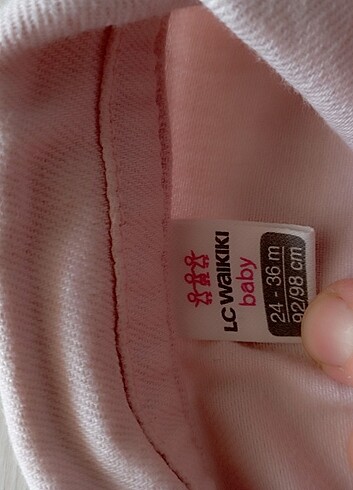 LC WAIKIKI
baby
24 - 36 m
92/98 cm